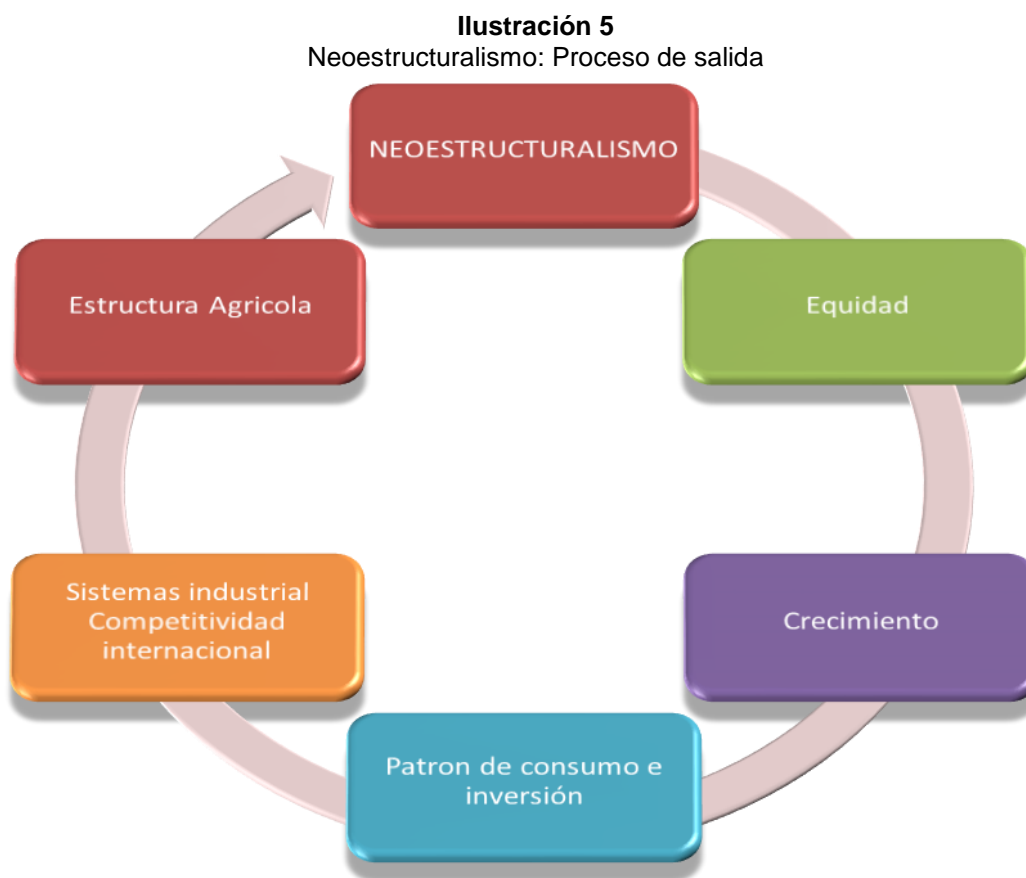 Ilustración 5
Neoestructuralismo: Proceso de salida
NEOESTRUCTURALISMO
Equidad
Crecimiento
Patron de consumo e
inversión
Sistemas industrial
Competitividad
internacional
Estructura Agricola